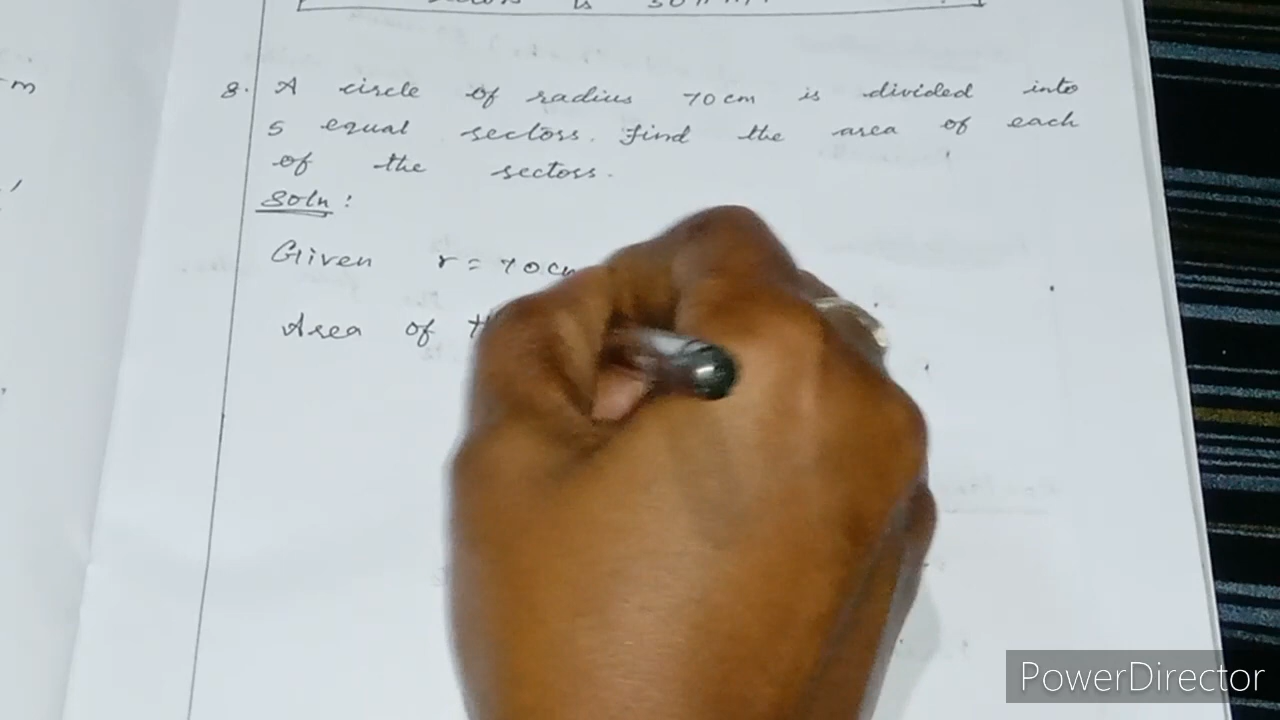 8. A circle of radius 70cm is divided into
5 equal sectors. Find the area of each
of the sectors.
Soln:
Given r = 70cm
Area of
PowerDirector